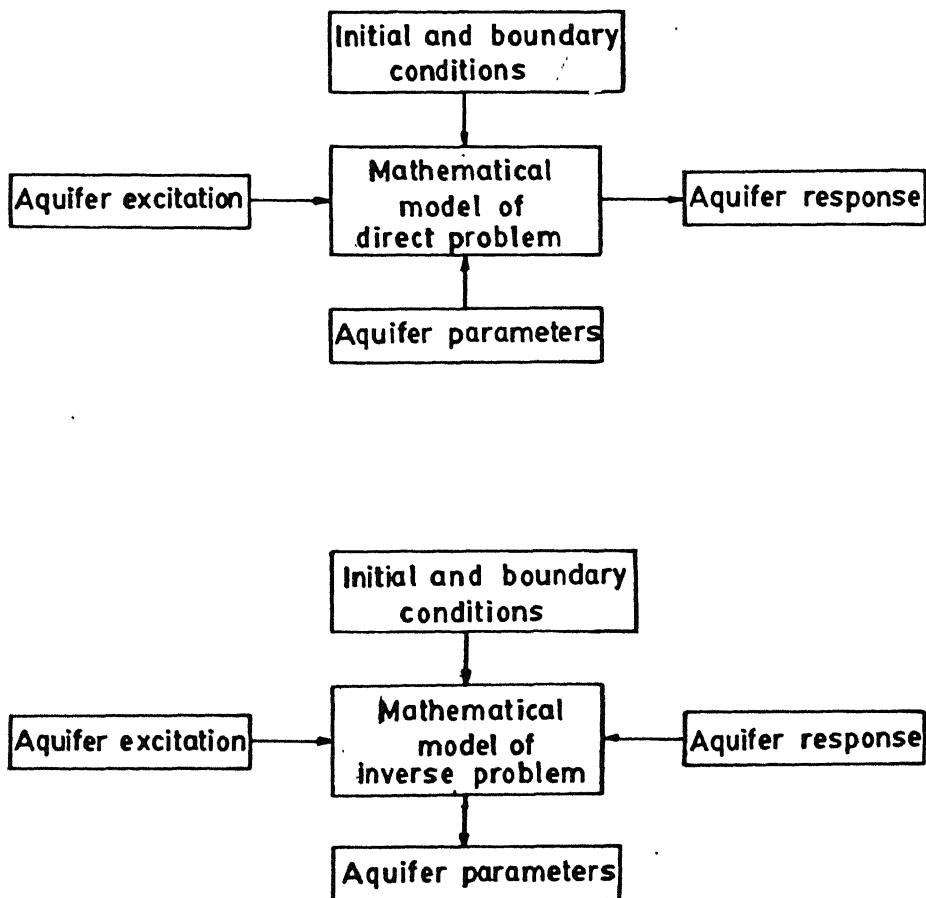 Initial and boundary
conditions
Aquifer excitation
Mathematical
model of
direct problem
Aquifer response
Aquifer parameters
Initial and boundary
conditions
Aquifer excitation
Mathematical
model of
inverse problem
Aquifer response
Aquifer parameters